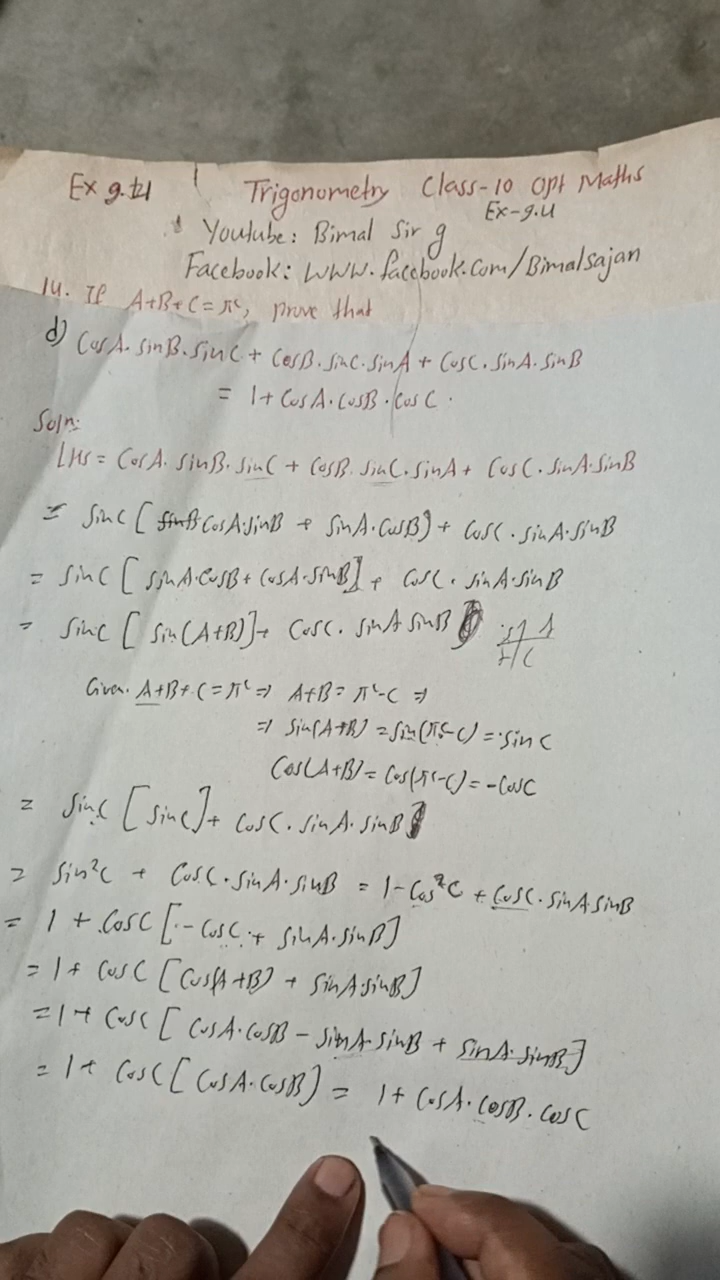 Ex 9.4 Trigonometry Class-10 Opt Maths
Ex-9.4
Youtube: Bimal Sir g
Facebook: www.facebook.com/Bimalsajan
14. If A+B+C=πᶜ, prove that
d) CosA.sinB.sinC + CosB.sinC.sinA + CosC.sinA.sinB
= 1+CosA.CosB.CosC.
Soln:
LHS = CosA.sinB.sinC + CosB.sinC.sinA + CosC.sinA.sinB
= sinC[CosA.sinB + sinA.CosB] + CosC.sinA.sinB
= sinC[sinA.CosB + CosA.sinB] + CosC.sinA.sinB
= sinC[sin(A+B)] + CosC.sinA sinB
Given. A+B+C=πᶜ ⇒ A+B=πᶜ-C ⇒
⇒ sin(A+B) = sin(πᶜ-C) = sinC
Cos(A+B) = Cos(πᶜ-C) = -CosC
= sinC[sinC] + CosC.sinA.sinB
= sin²C + CosC.sinA.sinB = 1-Cos²C + CosC.sinA sinB
= 1 + CosC[-CosC + sinA.sinB]
= 1+ CosC[Cos(A+B) + sinA.sinB]
= 1+ CosC[CosA.CosB - sinA.sinB + sinA.sinB]
= 1+ CosC[CosA.CosB] = 1+ CosA.CosB.CosC